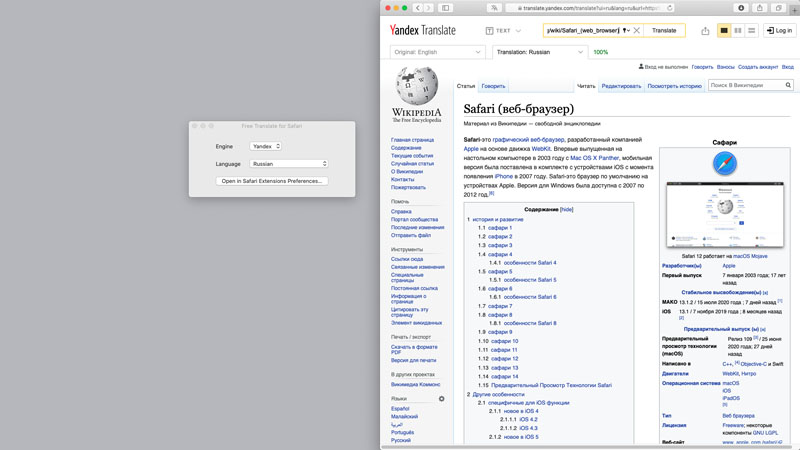 Free Translate for Safari
Engine
Yandex
Language
Russian
Open in Safari Extensions Preferences...
translate.yandex.com/translate?ui=ru&lang=ru&url=https
Yandex Translate
TEXT
y/wiki/Safari_(web_browser)
Translate
Log in
Original: English
Translation: Russian
100%
Вы не вошли Говорить Взносы Создать аккаунт Вход
WIKIPEDIA
The Free Encyclopedia
Статья Говорить
Читать Редактировать Посмотреть историю
Поиск В Википедии
Главная страница
Содержание
Текущие события
Случайная статья
О Википедии
Контакты
Пожертвовать
Помочь
Справка
Портал сообщества
Последние изменения
Отправить файл
Инструменты
Ссылки сюда
Связанные изменения
Специальные
страницы
Постоянная ссылка
Информация о
странице
Цитировать эту
страницу
Элемент викиданных
Печать / экспорт
Скачать в формате
PDF
Версия для печати
В других проектах
Викимедиа Коммонс
Языки
Español
Малайский
العربية
Português
Русский
Safari (веб-браузер)
Материал из Википедии — свободной энциклопедии
Safari-это графический веб-браузер, разработанный компанией
Apple на основе движка WebKit. Впервые выпущенная на
настольном компьютере в 2003 году с Mac OS X Panther, мобильная
версия была поставлена в комплекте с устройствами iOS с момента
появления iPhone в 2007 году. Safari-это браузер по умолчанию на
устройствах Apple. Версия для Windows была доступна с 2007 по
2012 год.[6]
Содержание [hide]
1 история и развитие
1.1 сафари 1
1.2 сафари 2
1.3 сафари 3
1.4 сафари 4
1.4.1 особенности Safari 4
1.5 сафари 5
1.6 сафари 6
1.6.1 особенности Safari 6
1.7 сафари 7
1.8 сафари 8
1.8.1 особенности Safari 8
1.9 сафари 9
1.10 сафари 10
1.11 сафари 11
1.12 сафари 12
1.13 сафари 13
1.14 сафари 14
1.15 Предварительный Просмотр Технологии Safari
2 Другие особенности
2.1 специфичные для iOS функции
2.1.1 новое в iOS 4
2.1.1.1 iOS 4.2
2.1.1.2 iOS 4.3
2.1.2 новое в iOS 5
Сафари
Safari 12 работает на macOS Mojave
Разработчик(ы) Apple
Первый выпуск 7 января 2003 года; 17 лет
назад
Стабильное высвобождение(ы) [±]
МАКО 13.1.2 / 15 июля 2020 года ; 7 дней назад [1]
iOS 13.1 / 7 ноября 2019 года ; 8 месяцев назад
[2]
Предварительный выпуск (ы) [±]
Предварительный
просмотр технологии
(macOS)
Релиз 109 [3] / 25 июня
2020 года; 27 дней
назад
Написано в C++, [4] Objective-C и Swift
Двигатели WebKit, Нитро
Операционная система macOS
iOS
iPadOS
[5]
Тип Веб браузера
Лицензия Freeware; некоторые
компоненты GNU LGPL
Веб-сайт www.apple.com/safari/